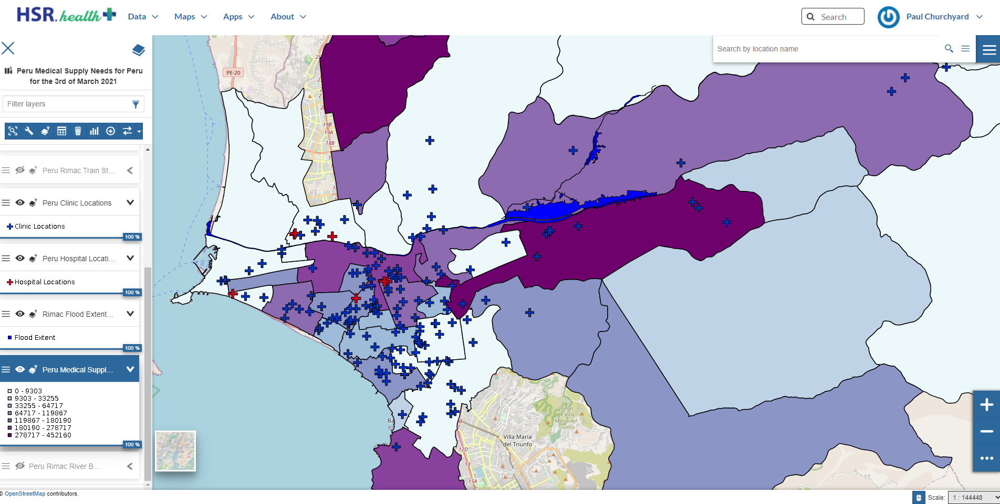 HSR.health
Data
Maps
Apps
About
Search
Paul Churchyard
Peru Medical Supply Needs for Peru
for the 3rd of March 2021
Filter layers
Peru Rimac Train St...
Peru Clinic Locations
Clinic Locations
100 %
Peru Hospital Locati...
Hospital Locations
100 %
Rimac Flood Extent...
Flood Extent
100 %
Peru Medical Suppl...
0 - 9303
9303 - 33255
33255 - 64717
64717 - 119867
119867 - 180190
180190 - 278717
278717 - 452160
100 %
Peru Rimac River B...
© OpenStreetMap contributors.
Search by location name
PE-20
19B
19A
18B
Ba
Lomas
de Villa
María del
Triunfo
Villa María
del Triunfo
12D
13
15A
Scale:
1 : 144448